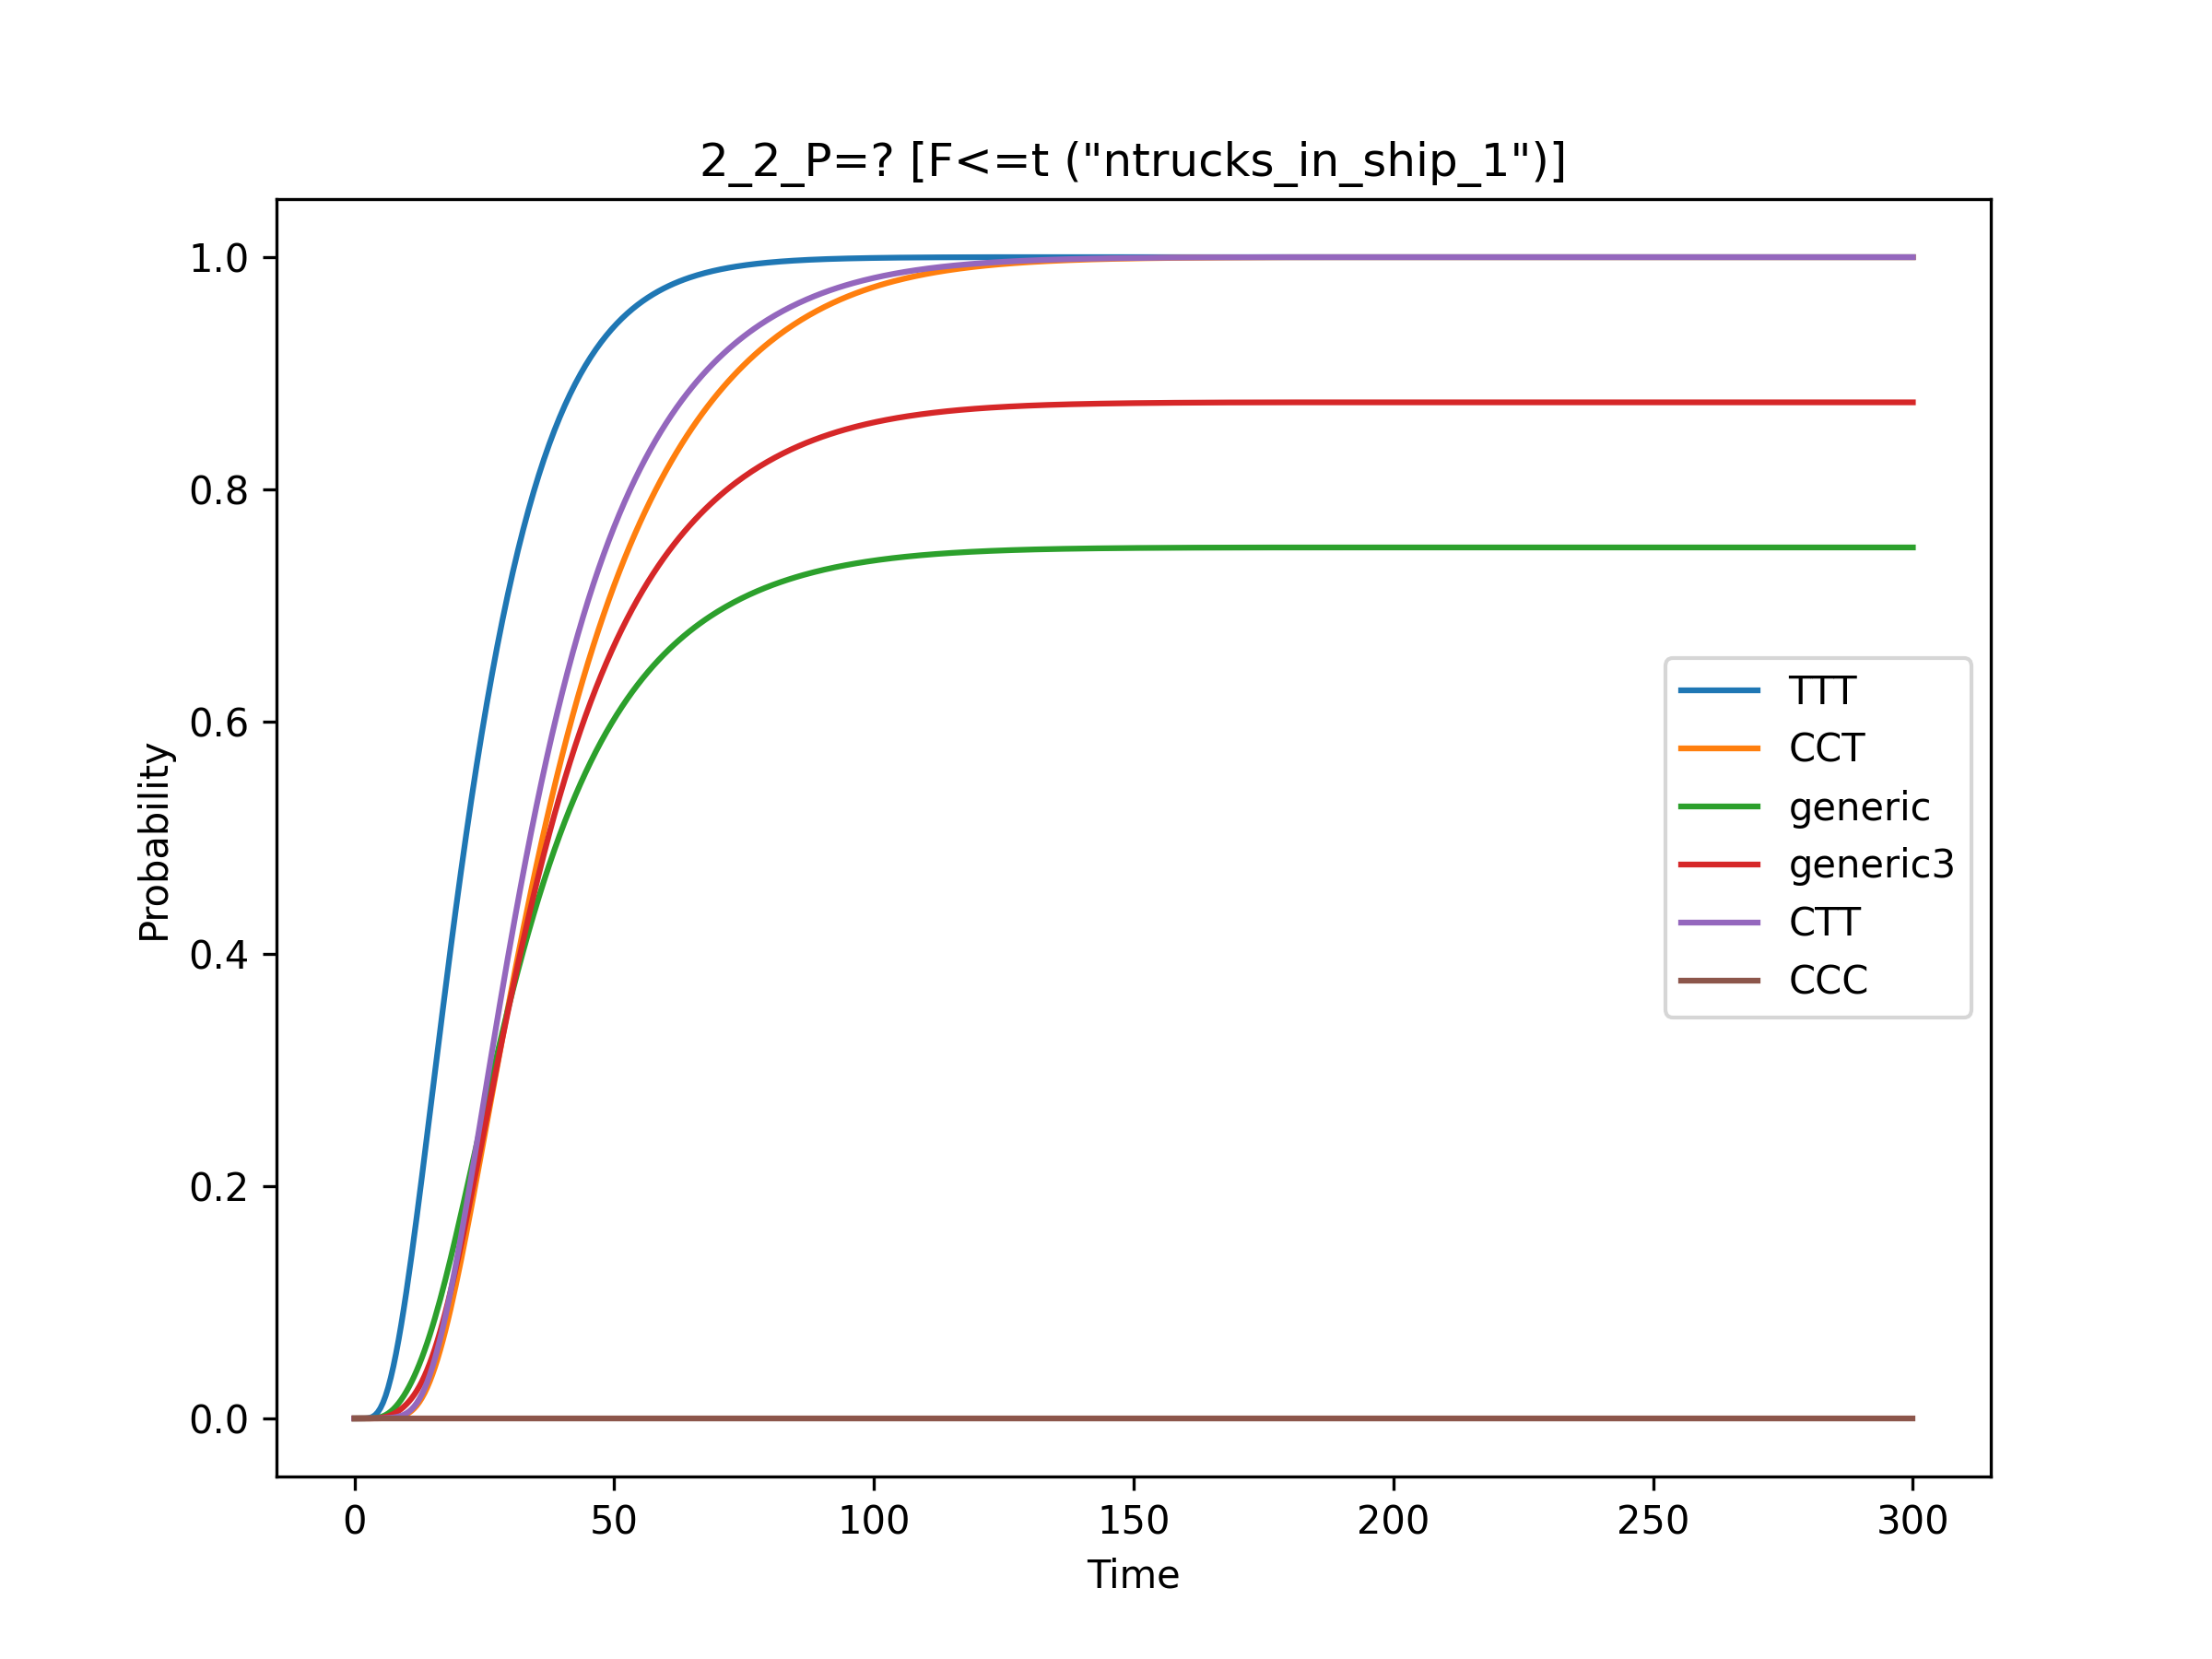 2_2_P=? [F<=t ("ntrucks_in_ship_1")]
1.0
0.8
0.6
0.4
0.2
0.0
Probability
0 50 100 150 200 250 300
Time
TTT
CCT
generic
generic3
CTT
CCC